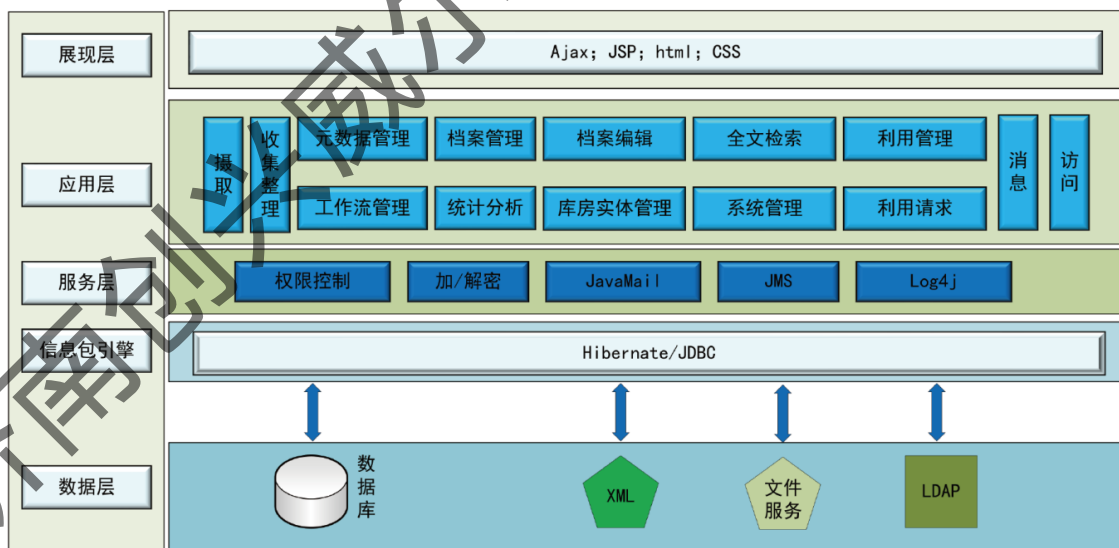 展现层
Ajax; JSP; html; CSS
应用层
摄取
收集整理
元数据管理
档案管理
档案编辑
全文检索
利用管理
工作流管理
统计分析
库房实体管理
系统管理
利用请求
消息
访问
服务层
权限控制
加/解密
JavaMail
JMS
Log4j
信息包引擎
Hibernate/JDBC
数据层
数据库
XML
文件
服务
LDAP
南创兴威尔